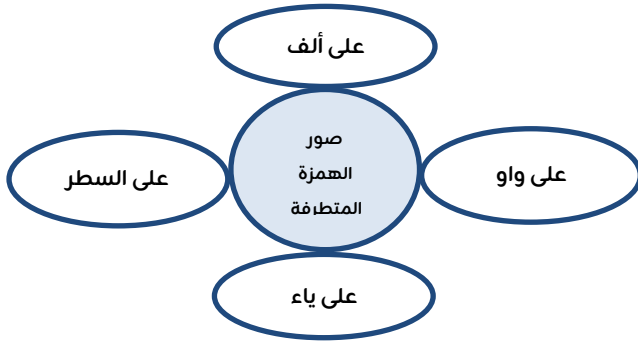 على ألف
صور
الهمزة
المتطرفة
على واو
على السطر
على ياء